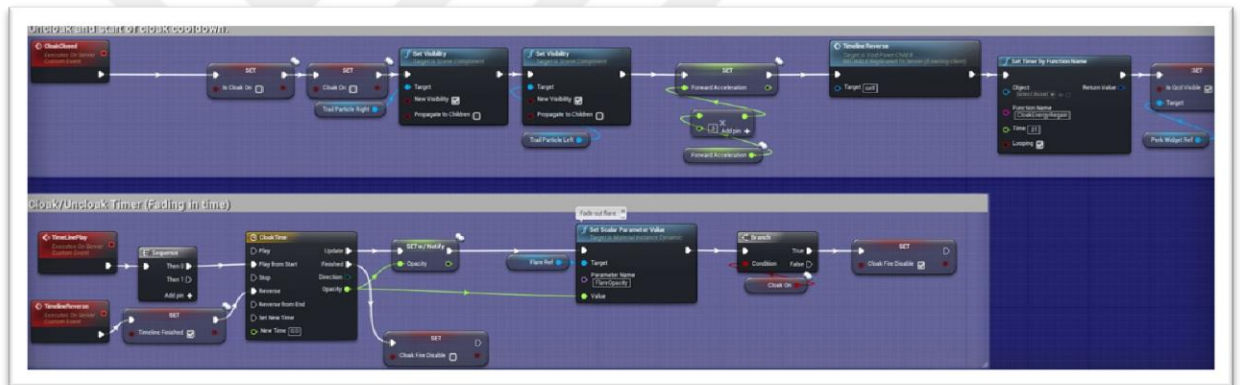 Uncloak and start of cloak cooldown.
CloakClosed
Executes On Server
Custom Event
SET
Is Cloak On
SET
Cloak On
Trail Particle Right
Set Visibility
Target is Scene Component
Target
New Visibility
Propagate to Children
Set Visibility
Target is Scene Component
Target
New Visibility
Propagate to Children
Trail Particle Left
SET
Forward Acceleration
Add pin
Forward Acceleration
Timeline Reverse
Target self
Set Timer by Function Name
Object
Return Value
Function Name
CloakEnergyRegain
Time
Looping
SET
Target
Cloak/Uncloak Timer (Fading in time)
TimeLinePlay
Executes On Server
Custom Event
Sequence
Then 0
Then 1
Add pin
TimelineReverse
Executes On Server
Custom Event
SET
Timeline Finished
CloakTime
Play
Update
Play from Start
Finished
Stop
Direction
Reverse
Opacity
Reverse from End
Set New Time
New Time 0.0
SET w/ Notify
Opacity
SET
Cloak Fire Disable
Flare Ref
Fade out flare
Set Scalar Parameter Value
Target is Material Instance Dynamic
Target
Parameter Name
FlareOpacity
Value
Branch
True
Condition
False
Cloak On
SET
Cloak Fire Disable